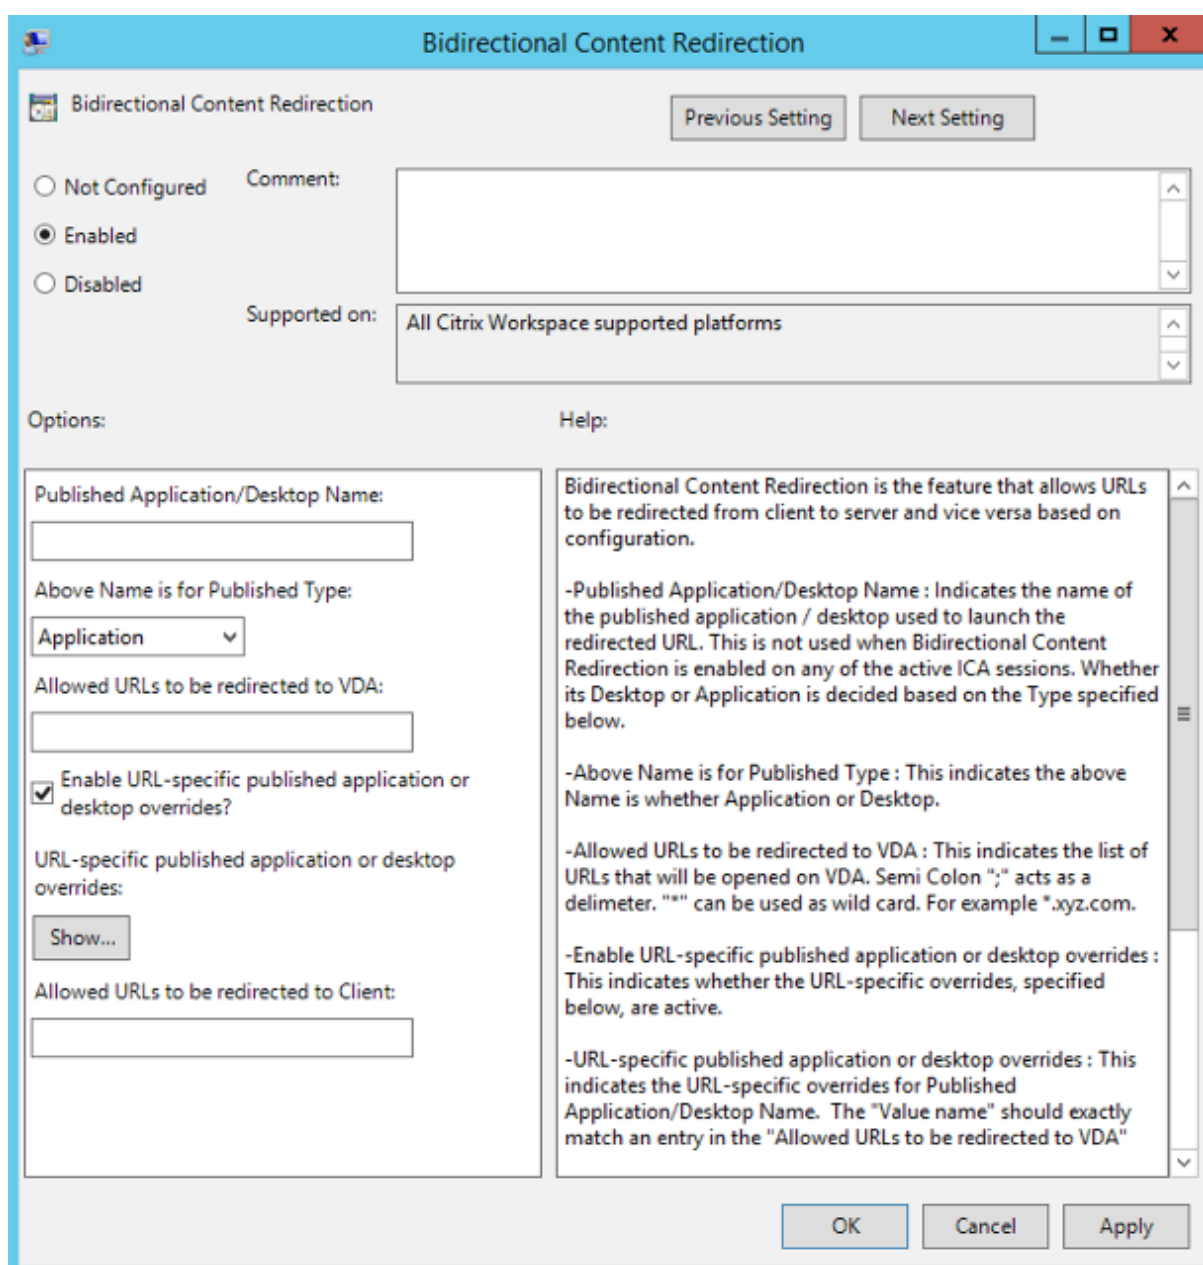 Bidirectional Content Redirection
Bidirectional Content Redirection
Previous Setting
Next Setting
Not Configured
Enabled
Disabled
Comment:
Supported on:
All Citrix Workspace supported platforms
Options:
Help:
Published Application/Desktop Name:
Above Name is for Published Type:
Application
Allowed URLs to be redirected to VDA:
Enable URL-specific published application or
desktop overrides?
URL-specific published application or desktop
overrides:
Show...
Allowed URLs to be redirected to Client:
Bidirectional Content Redirection is the feature that allows URLs
to be redirected from client to server and vice versa based on
configuration.
-Published Application/Desktop Name : Indicates the name of
the published application / desktop used to launch the
redirected URL. This is not used when Bidirectional Content
Redirection is enabled on any of the active ICA sessions. Whether
its Desktop or Application is decided based on the Type specified
below.
-Above Name is for Published Type : This indicates the above
Name is whether Application or Desktop.
-Allowed URLs to be redirected to VDA : This indicates the list of
URLs that will be opened on VDA. Semi Colon ";" acts as a
delimeter. "*" can be used as wild card. For example *.xyz.com.
-Enable URL-specific published application or desktop overrides :
This indicates whether the URL-specific overrides, specified
below, are active.
-URL-specific published application or desktop overrides : This
indicates the URL-specific overrides for Published
Application/Desktop Name.  The "Value name" should exactly
match an entry in the "Allowed URLs to be redirected to VDA"
OK
Cancel
Apply